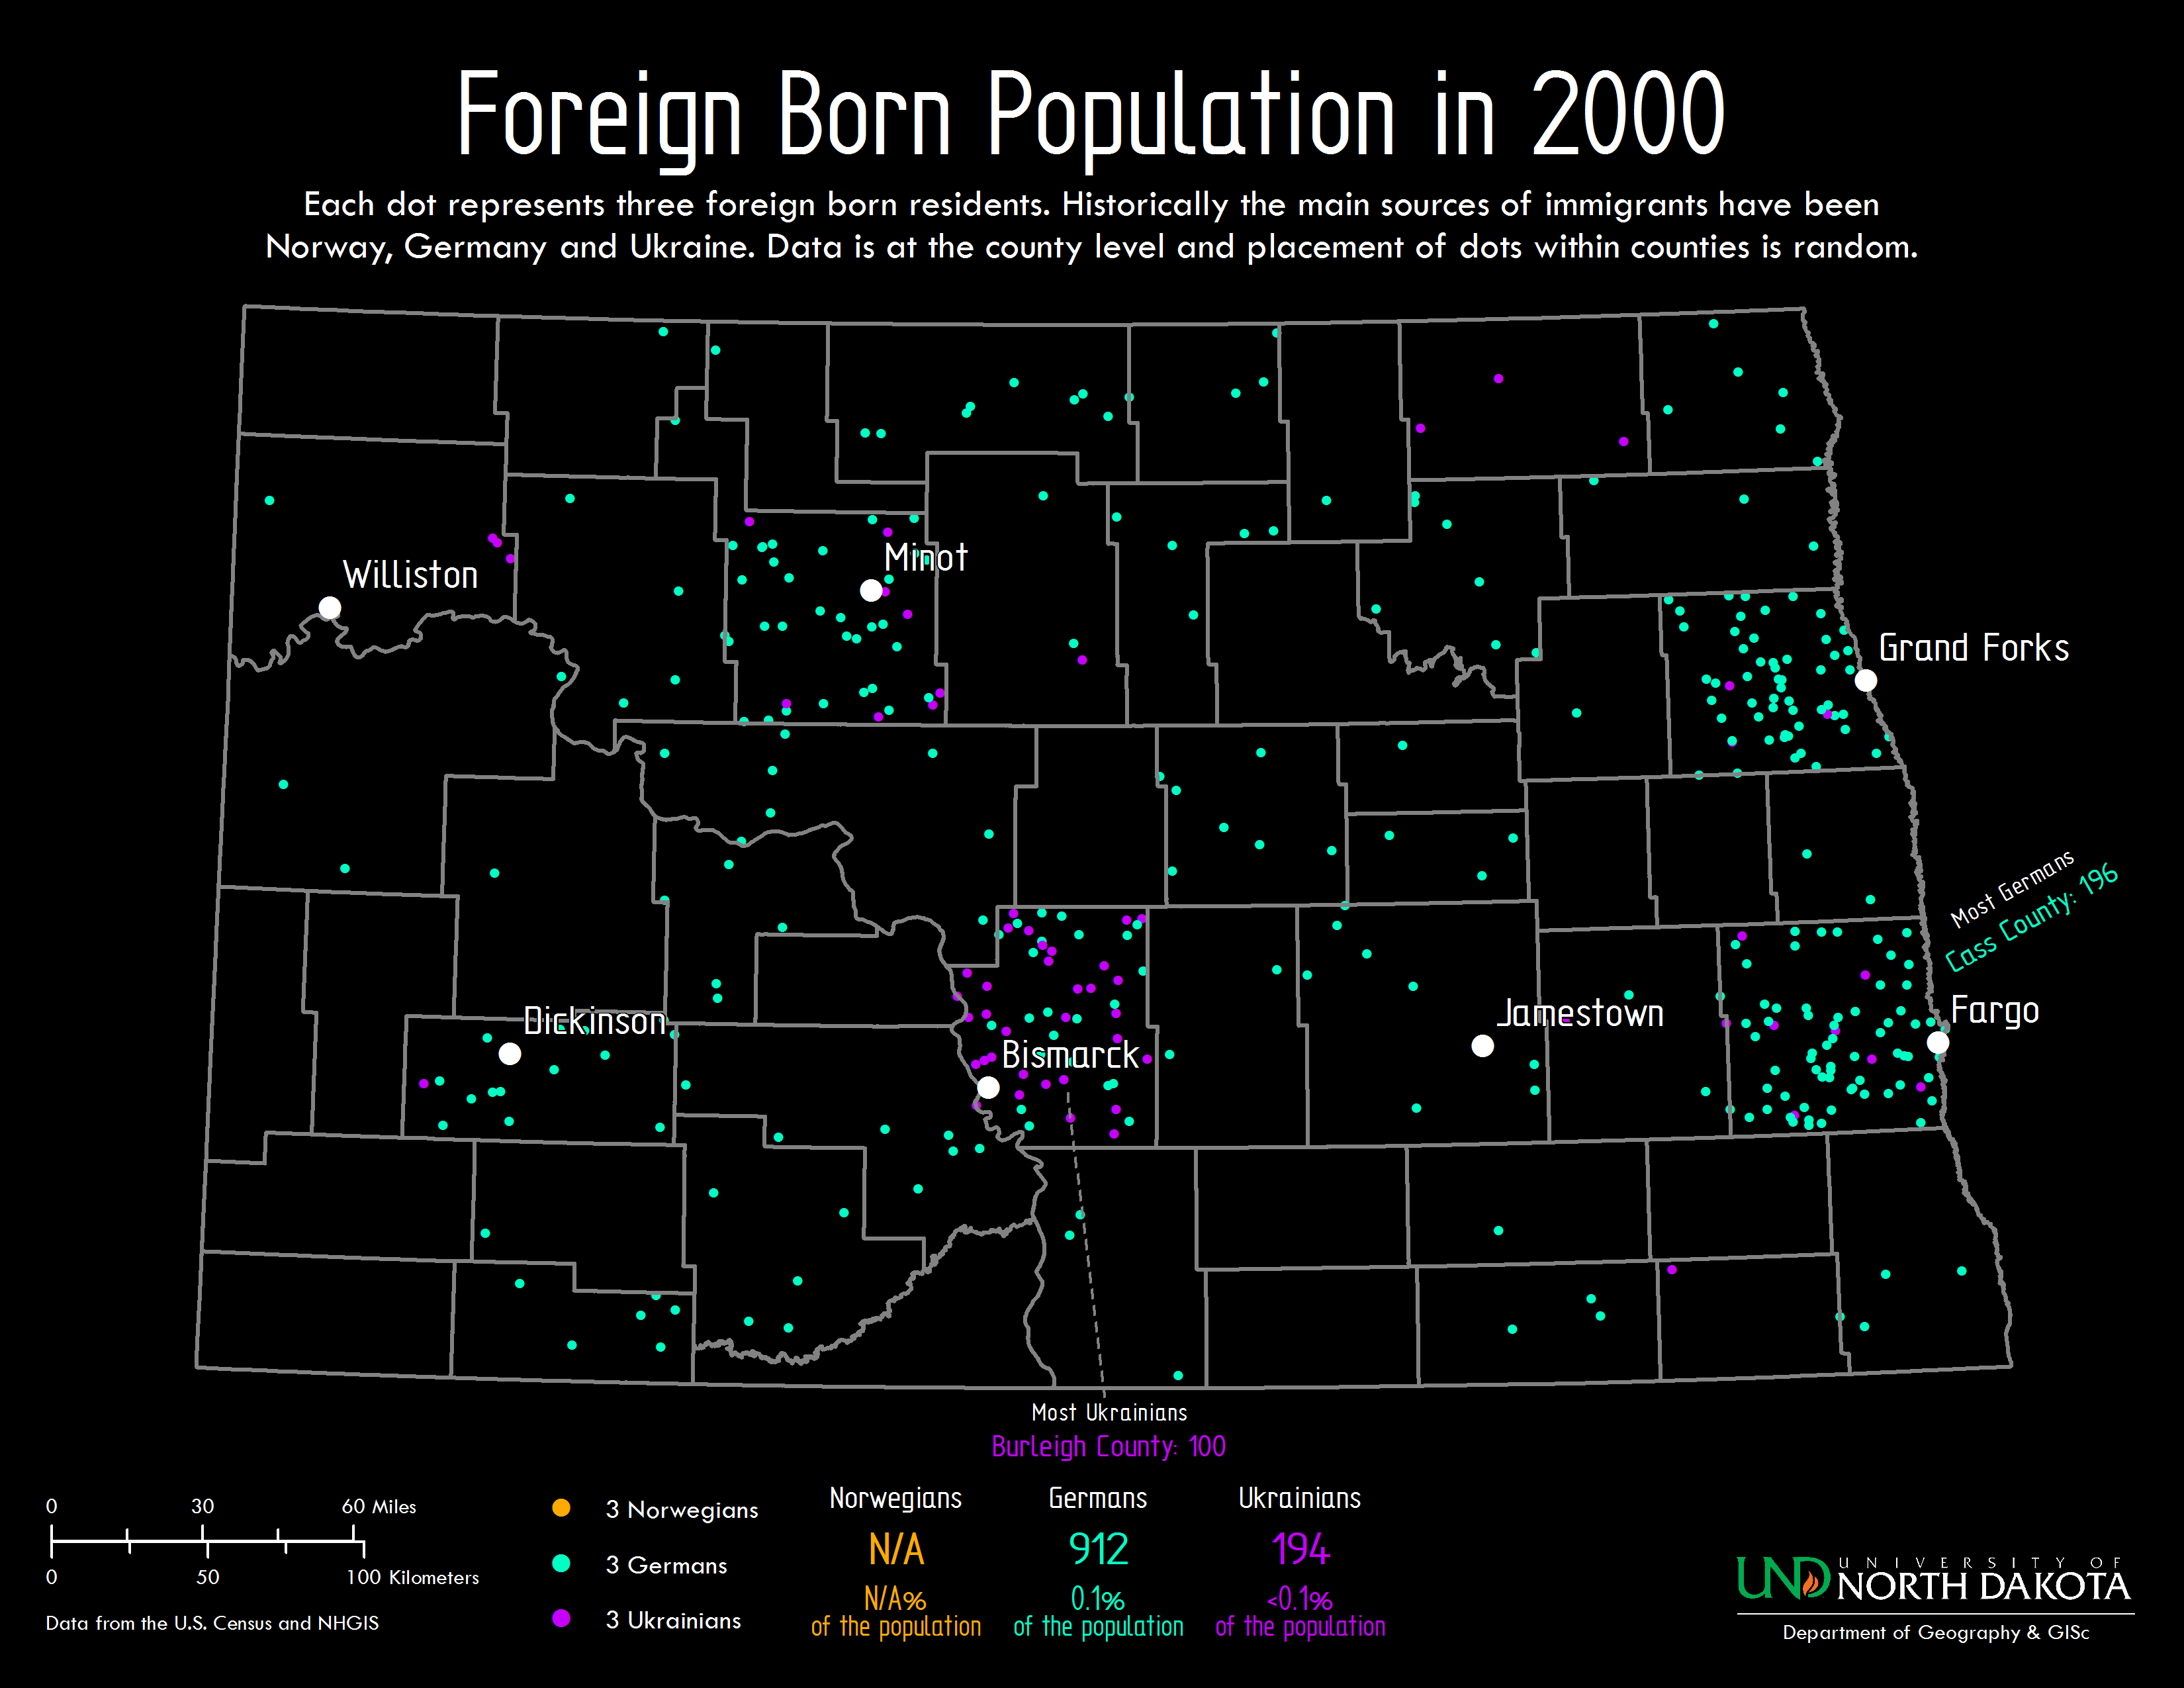 Foreign Born Population in 2000
Each dot represents three foreign born residents. Historically the main sources of immigrants have been
Norway, Germany and Ukraine. Data is at the county level and placement of dots within counties is random.
Minot
Williston
Grand Forks
Most Germans
Cass County: 196
Dickinson
Jamestown
Fargo
Bismarck
Most Ukrainians
Burleigh County: 100
0 30 60 Miles
0 50 100 Kilometers
Data from the U.S. Census and NHGIS
3 Norwegians
3 Germans
3 Ukrainians
Norwegians
N/A
N/A%
of the population
Germans
912
0.1%
of the population
Ukrainians
194
<0.1%
of the population
UND UNIVERSITY OF
NORTH DAKOTA
Department of Geography & GISc